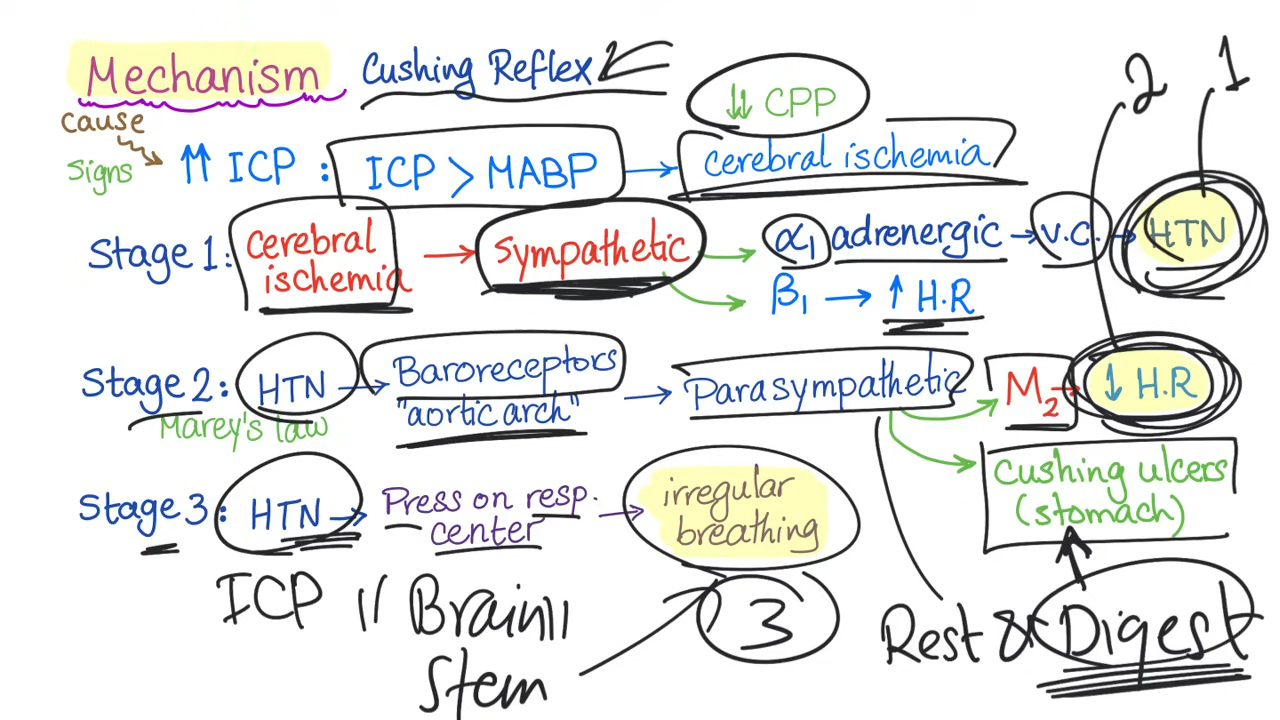 Mechanism Cushing Reflex
↓↓ CPP
2 1
cause
Signs ↑↑ ICP : ICP > MABP → cerebral ischemia
Stage 1: cerebral ischemia → Sympathetic → α₁ adrenergic → v.c. → HTN
→ β₁ → ↑ H.R
Stage 2: HTN → Baroreceptors → Parasympathetic → M₂ → ↓ H.R
Marey's law "aortic arch"
cushing ulcers
(stomach)
Stage 3: HTN → Press on resp. center → irregular breathing
ICP // Brain //
Stem
3
Rest & Digest